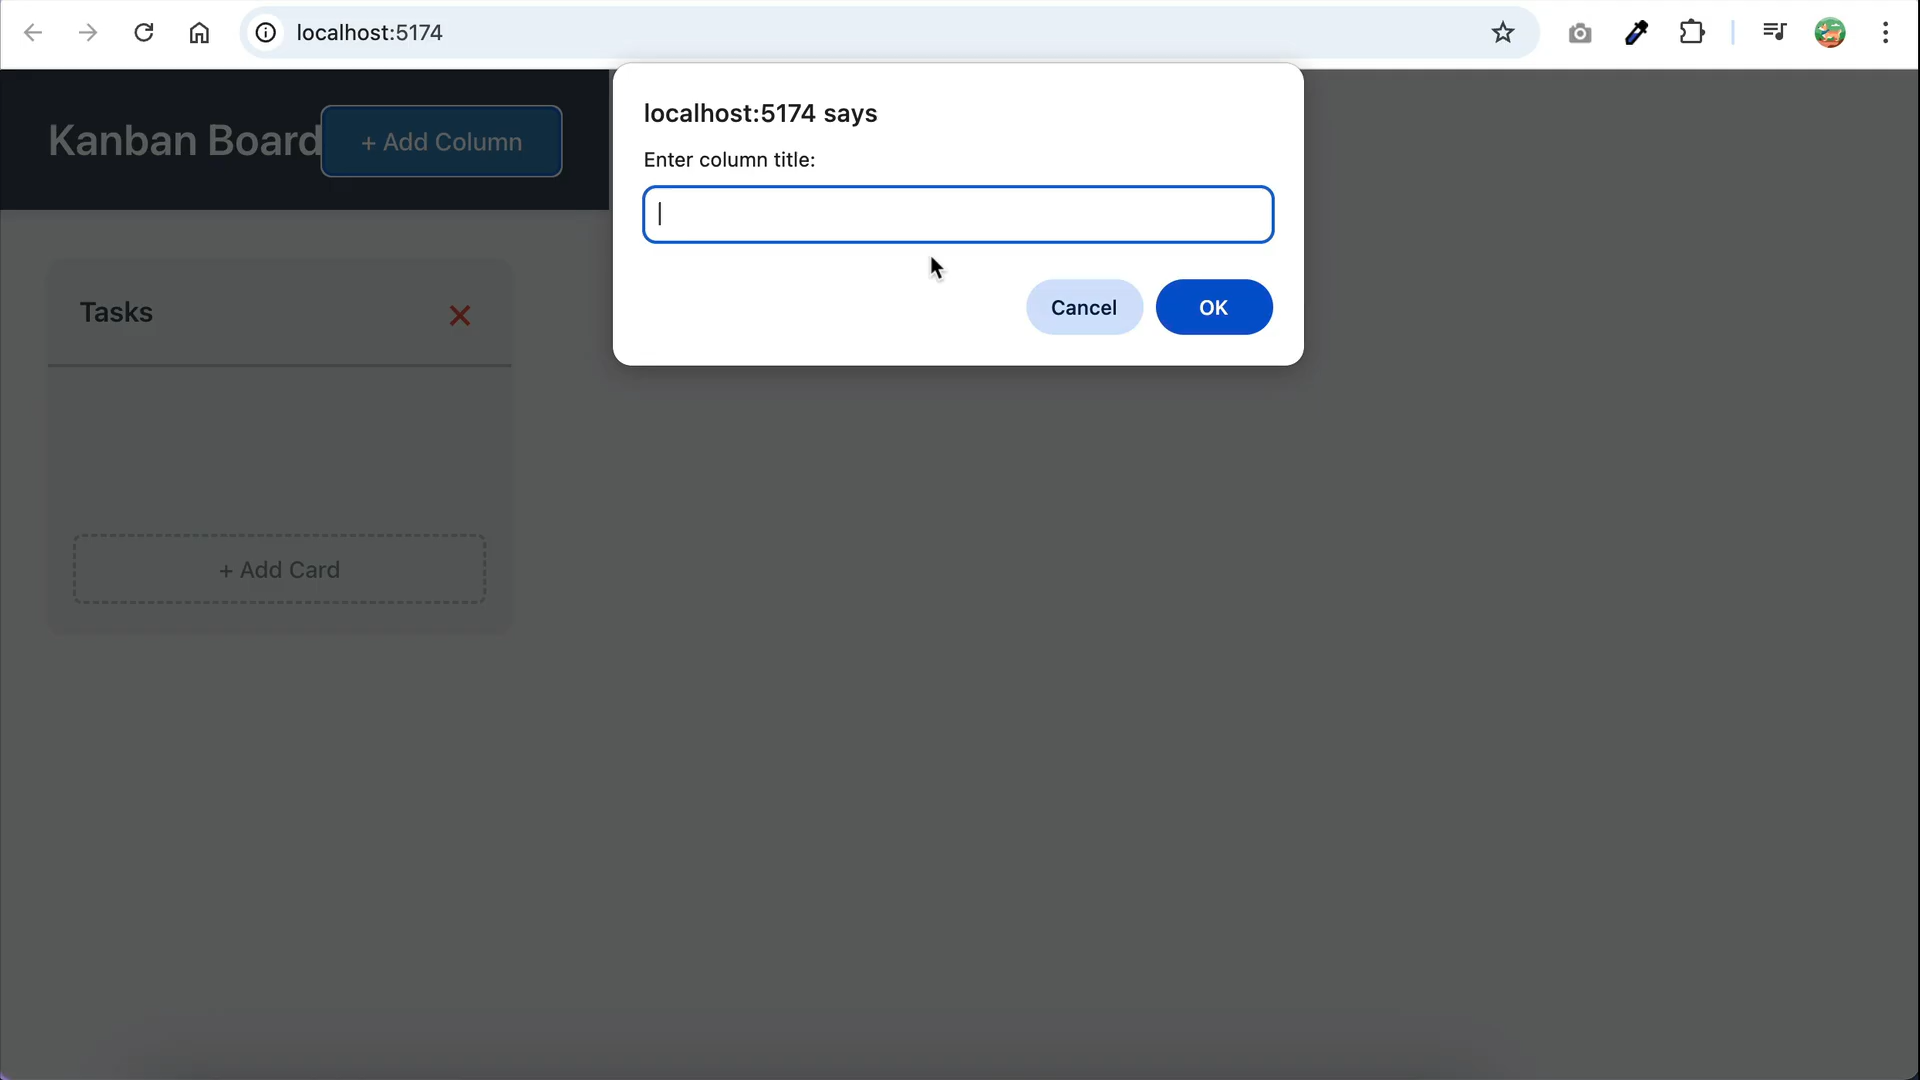 localhost:5174
Kanban Board
+ Add Column
localhost:5174 says
Enter column title:
Cancel
OK
Tasks
+ Add Card